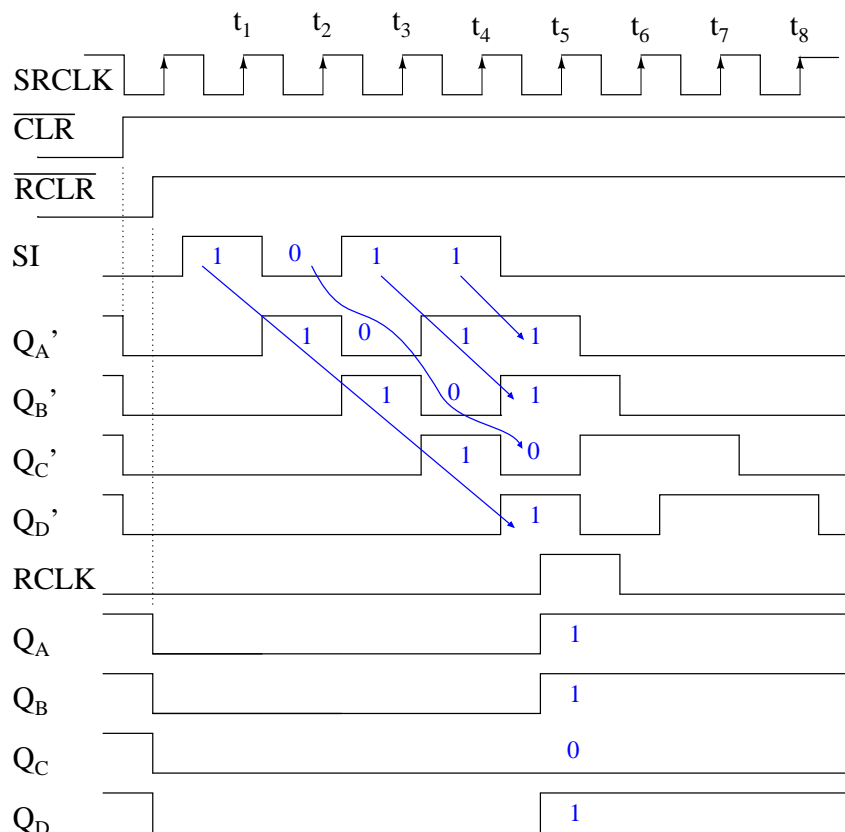 t1 t2 t3 t4 t5 t6 t7 t8
SRCLK
CLR
RCLR
SI 1 0 1 1
QA' 1 0 1 1
QB' 1 0 1
QC' 1 0
QD' 1
RCLK
QA 1
QB 1
QC 0
QD 1